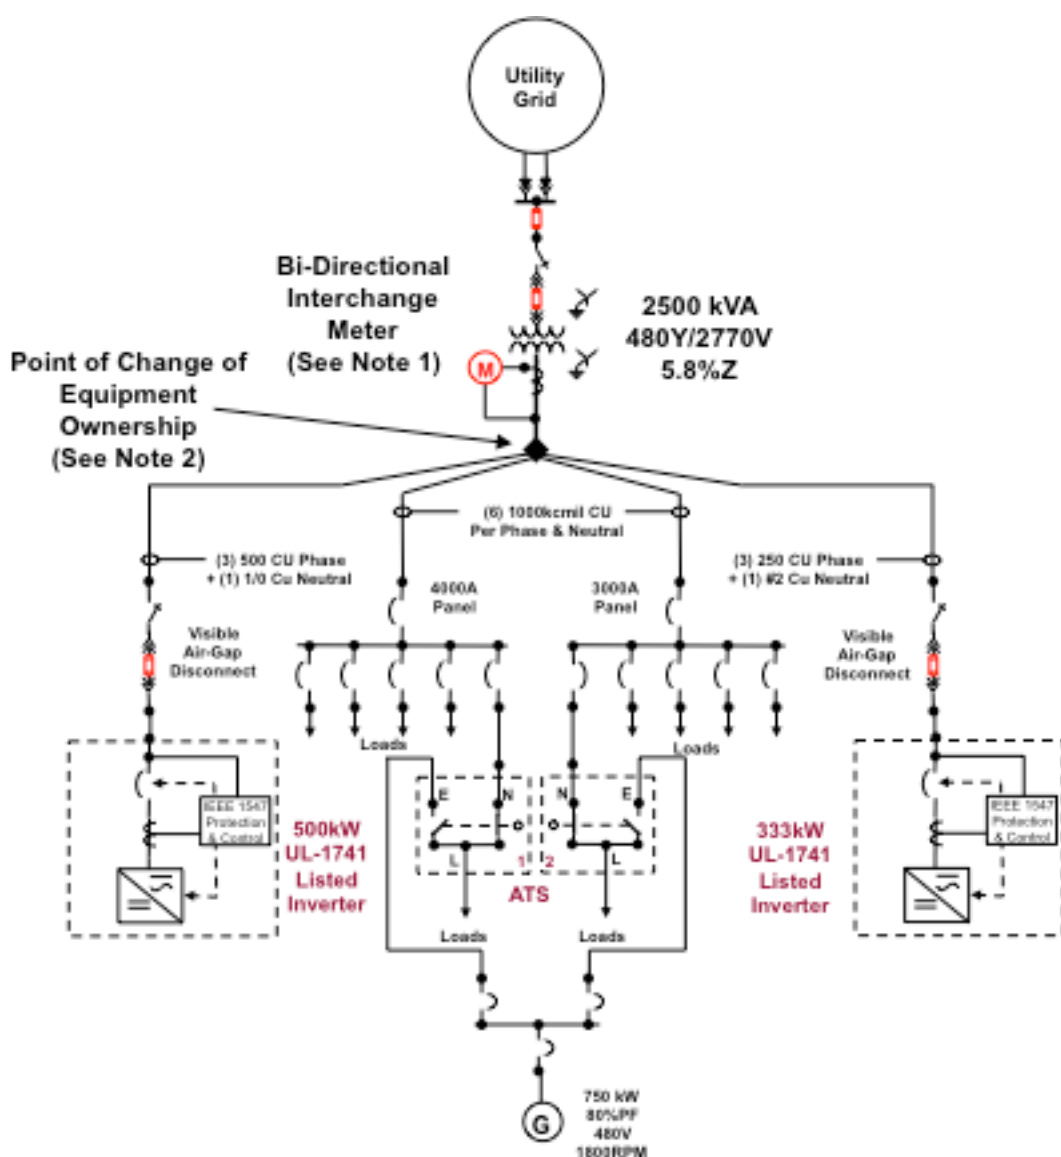 Utility
Grid
Bi-Directional
Interchange
Meter
(See Note 1)
2500 kVA
480Y/2770V
5.8%Z
M
Point of Change of
Equipment
Ownership
(See Note 2)
(6) 1000kcmil CU
Per Phase & Neutral
(3) 500 CU Phase
+ (1) 1/0 Cu Neutral
(3) 250 CU Phase
+ (1) #2 Cu Neutral
4000A
Panel
3000A
Panel
Visible
Air-Gap
Disconnect
Visible
Air-Gap
Disconnect
Loads
Loads
E
N
N
E
IEEE 1547
Protection
& Control
500kW
UL-1741
Listed
Inverter
L
1
2
L
ATS
333kW
UL-1741
Listed
Inverter
IEEE 1547
Protection
& Control
Loads
Loads
G
750 kW
80%PF
480V
1800RPM